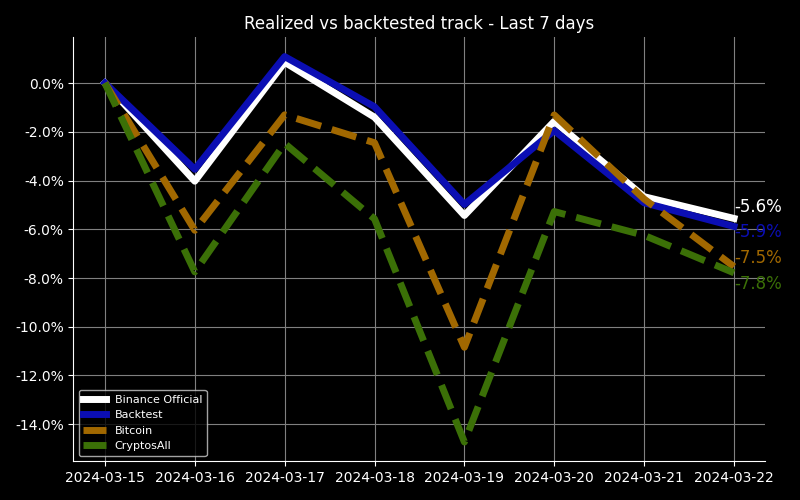 Realized vs backtested track - Last 7 days
0.0%
-2.0%
-4.0%
-6.0%
-8.0%
-10.0%
-12.0%
-14.0%
-5.6%
-5.9%
-7.5%
-7.8%
Binance Official
Backtest
Bitcoin
CryptosAll
2024-03-15 2024-03-16 2024-03-17 2024-03-18 2024-03-19 2024-03-20 2024-03-21 2024-03-22